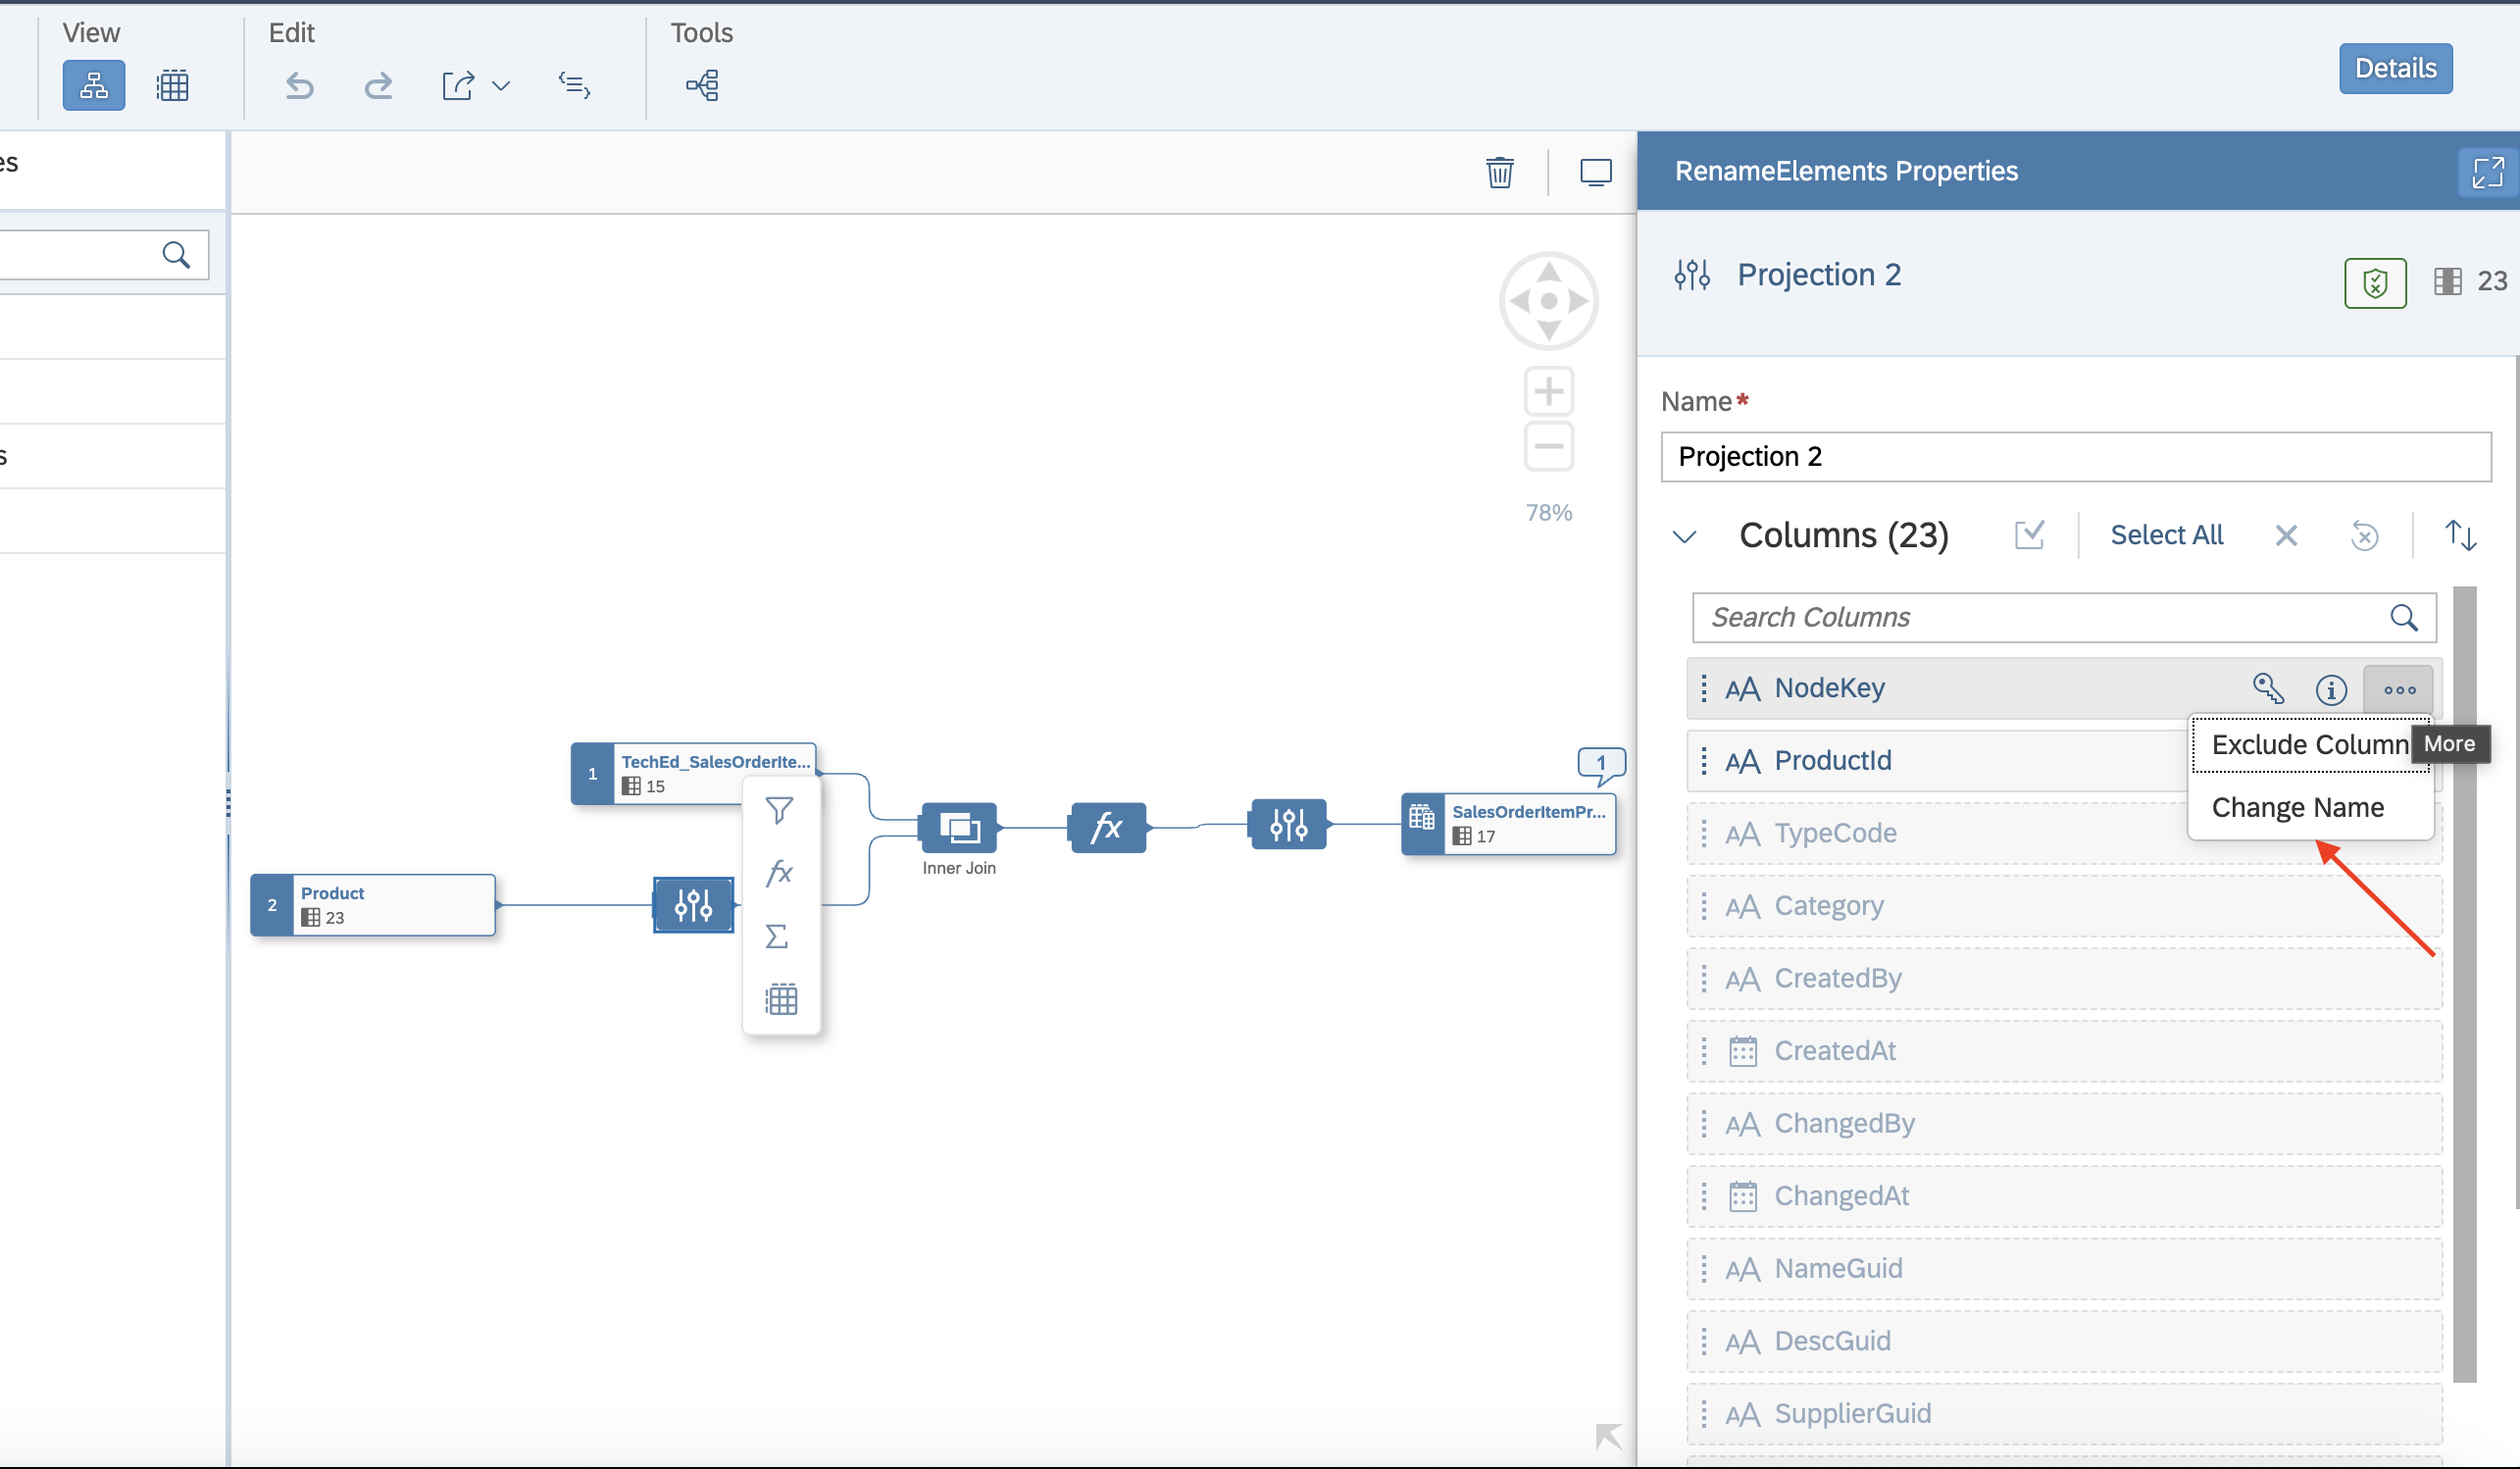 View
Edit
Tools
Details
es
s
RenameElements Properties
Projection 2
23
Name*
Projection 2
78%
Columns (23)
Select All
Search Columns
NodeKey
Exclude Column
More
Change Name
ProductId
TypeCode
Category
CreatedBy
CreatedAt
ChangedBy
ChangedAt
NameGuid
DescGuid
SupplierGuid
1
TechEd_SalesOrderIte...
15
2
Product
23
fx
Σ
Inner Join
fx
1
SalesOrderItemPr...
17